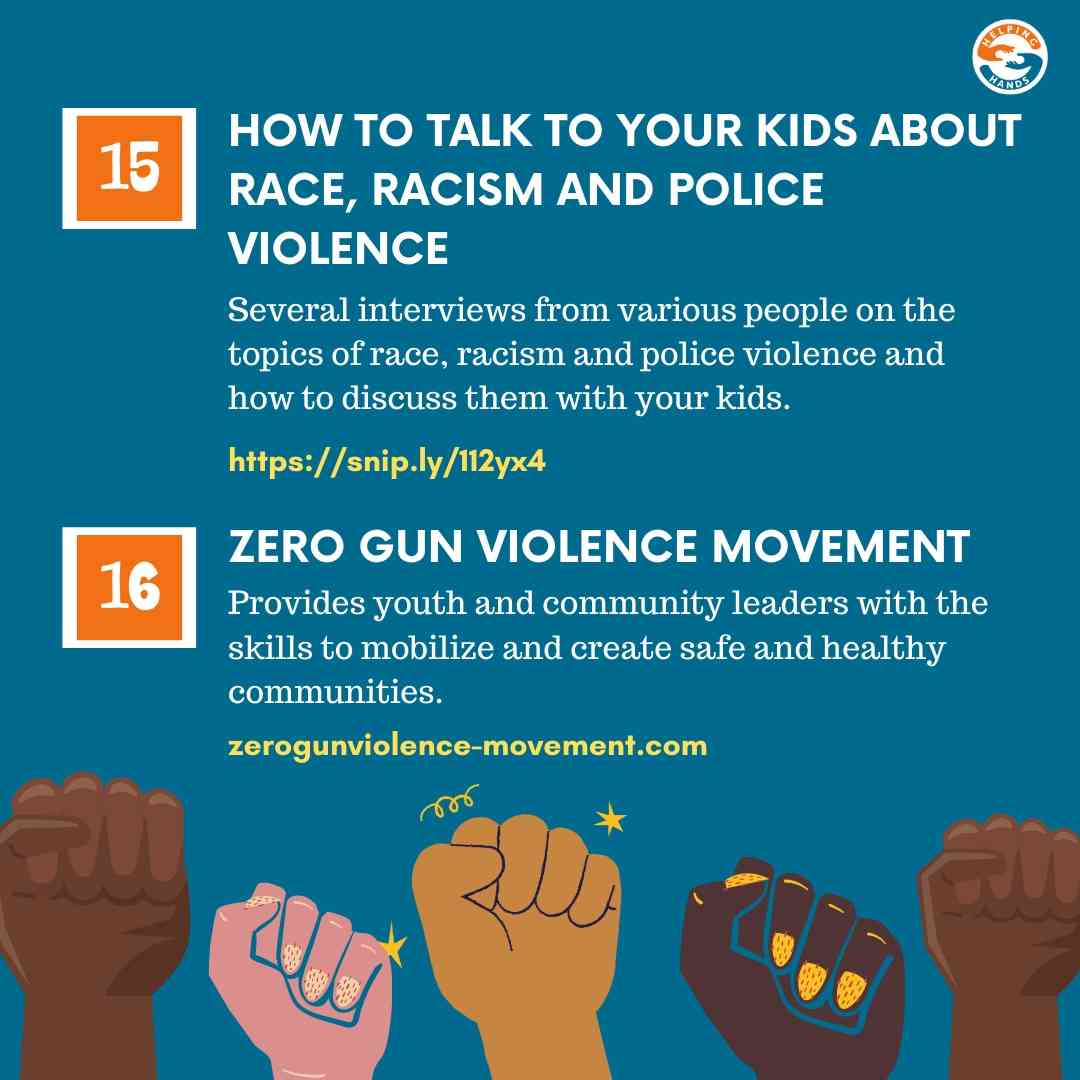 HELPING
HANDS
15
HOW TO TALK TO YOUR KIDS ABOUT
RACE, RACISM AND POLICE
VIOLENCE
Several interviews from various people on the
topics of race, racism and police violence and
how to discuss them with your kids.
https://snip.ly/112yx4
16
ZERO GUN VIOLENCE MOVEMENT
Provides youth and community leaders with the
skills to mobilize and create safe and healthy
communities.
zerogunviolence-movement.com